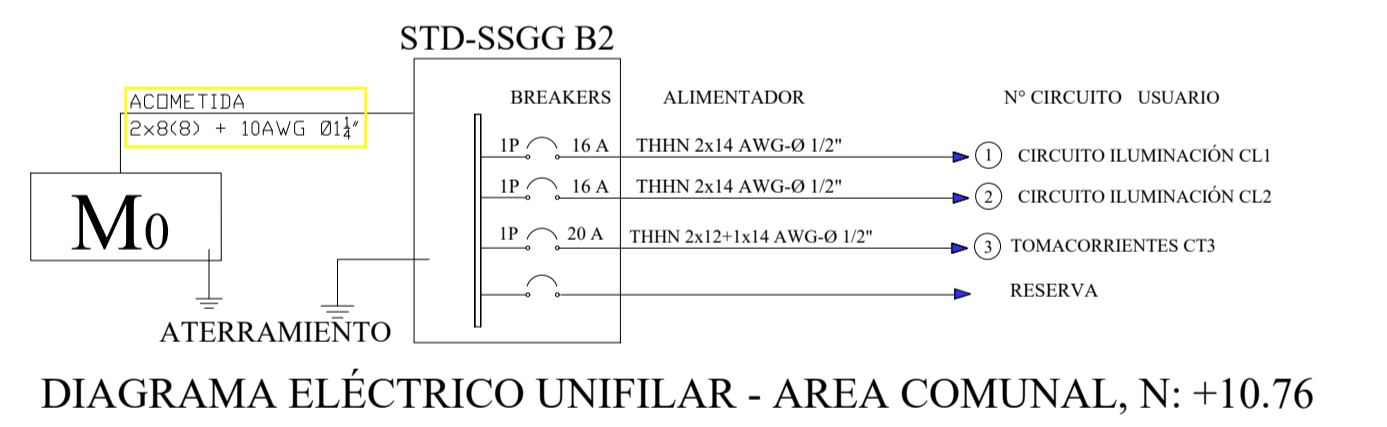 STD-SSGG B2
ACOMETIDA
2x8(8) + 10AWG Ø1¼"
M0
ATERRAMIENTO
BREAKERS ALIMENTADOR N° CIRCUITO USUARIO
1P 16 A THHN 2x14 AWG-Ø 1/2" 1 CIRCUITO ILUMINACIÓN CL1
1P 16 A THHN 2x14 AWG-Ø 1/2" 2 CIRCUITO ILUMINACIÓN CL2
1P 20 A THHN 2x12+1x14 AWG-Ø 1/2" 3 TOMACORRIENTES CT3
RESERVA
DIAGRAMA ELÉCTRICO UNIFILAR - AREA COMUNAL, N: +10.76